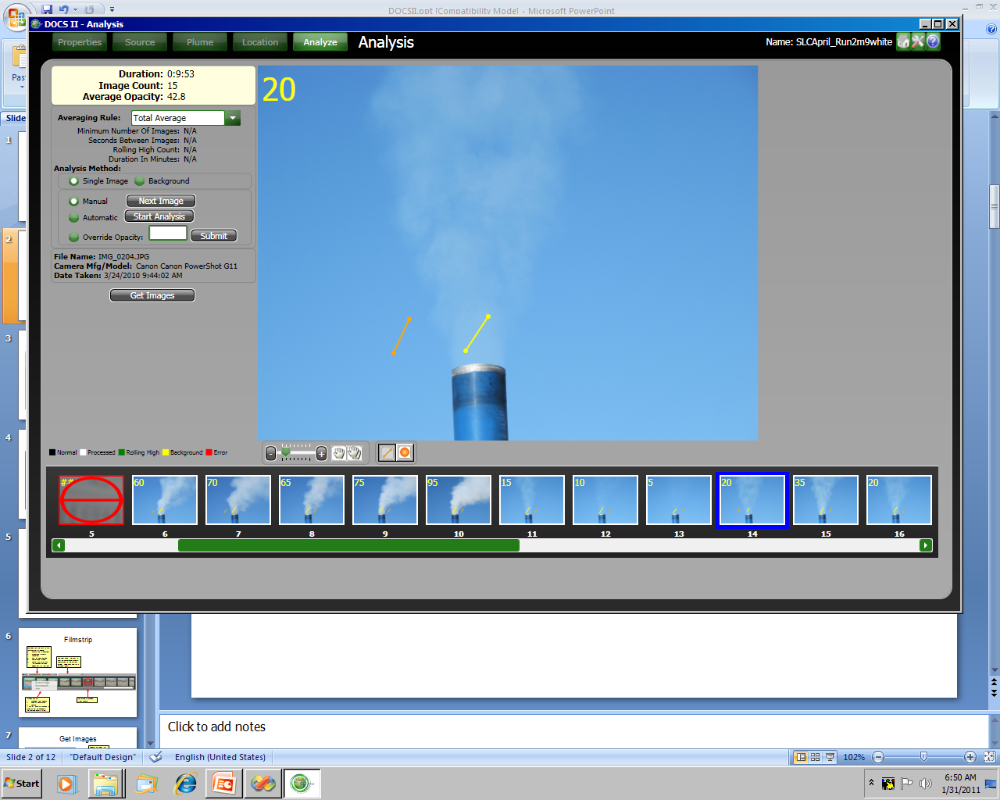 DOCSII.ppt [Compatibility Mode] - Microsoft PowerPoint
DOCS II - Analysis
Properties
Source
Plume
Location
Analyze
Analysis
Name: SLCApril_Run2m9white
Past
Slide
Duration: 0:9:53
Image Count: 15
Average Opacity: 42.8
Averaging Rule: Total Average
Minimum Number Of Images: N/A
Seconds Between Images: N/A
Rolling High Count: N/A
Duration In Minutes: N/A
Analysis Method:
Single Image Background
Manual Next Image
Automatic Start Analysis
Override Opacity: Submit
File Name: IMG_0204.JPG
Camera Mfg/Model: Canon Canon PowerShot G11
Date Taken: 3/24/2010 9:44:02 AM
Get Images
20
Normal Processed Rolling High Background Error
- +
## 60 70 65 75 95 15 10 5 20 35 20
5 6 7 8 9 10 11 12 13 14 15 16
1
2
3
4
5
6
Filmstrip
7
Get Images
Click to add notes
Slide 2 of 12
"Default Design"
English (United States)
102%
Start
6:50 AM
1/31/2011